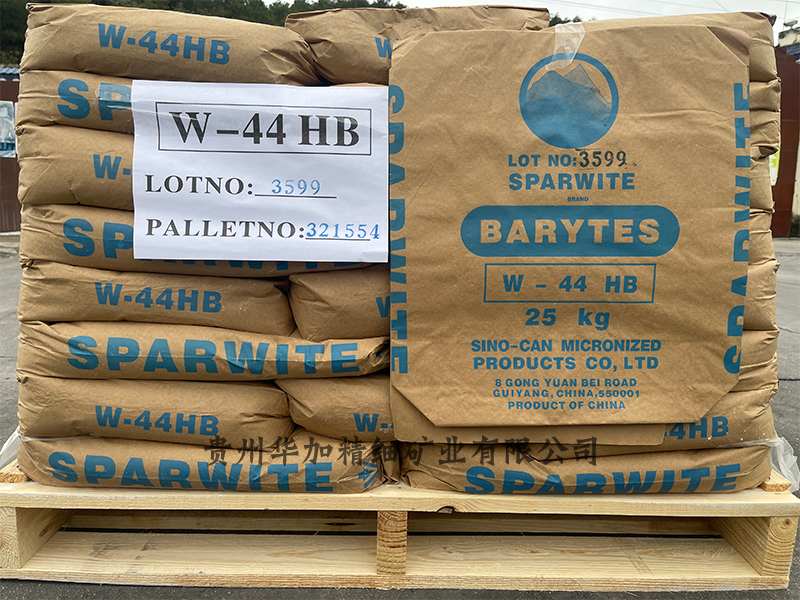 W-44HB
W-44HB
LOTNO: 3599
PALLETNO: 321554
SPARWITE
SPARWITE
LOT NO: 3599
SPARWITE
BRAND
BARYTES
W - 44 HB
25 kg
SINO-CAN MICRONIZED
PRODUCTS CO, LTD
8 GONG YUAN BEI ROAD
GUIYANG, CHINA, 550001
PRODUCT OF CHINA
W-44HB
SPARWITE
W-44HB
贵州华加精细矿业有限公司
SPARWITE
SPARWITE